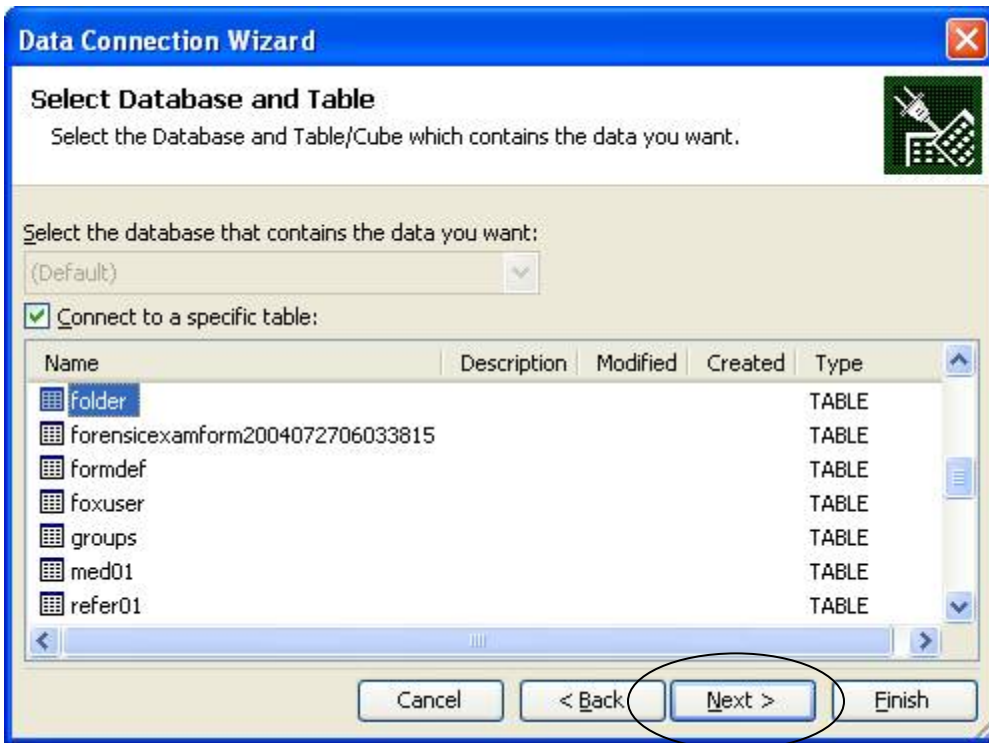 Data Connection Wizard
Select Database and Table
Select the Database and Table/Cube which contains the data you want.
Select the database that contains the data you want:
(Default)
Connect to a specific table:
Name Description Modified Created Type
folder TABLE
forensicexamform2004072706033815 TABLE
formdef TABLE
foxuser TABLE
groups TABLE
med01 TABLE
refer01 TABLE
Cancel < Back Next > Finish